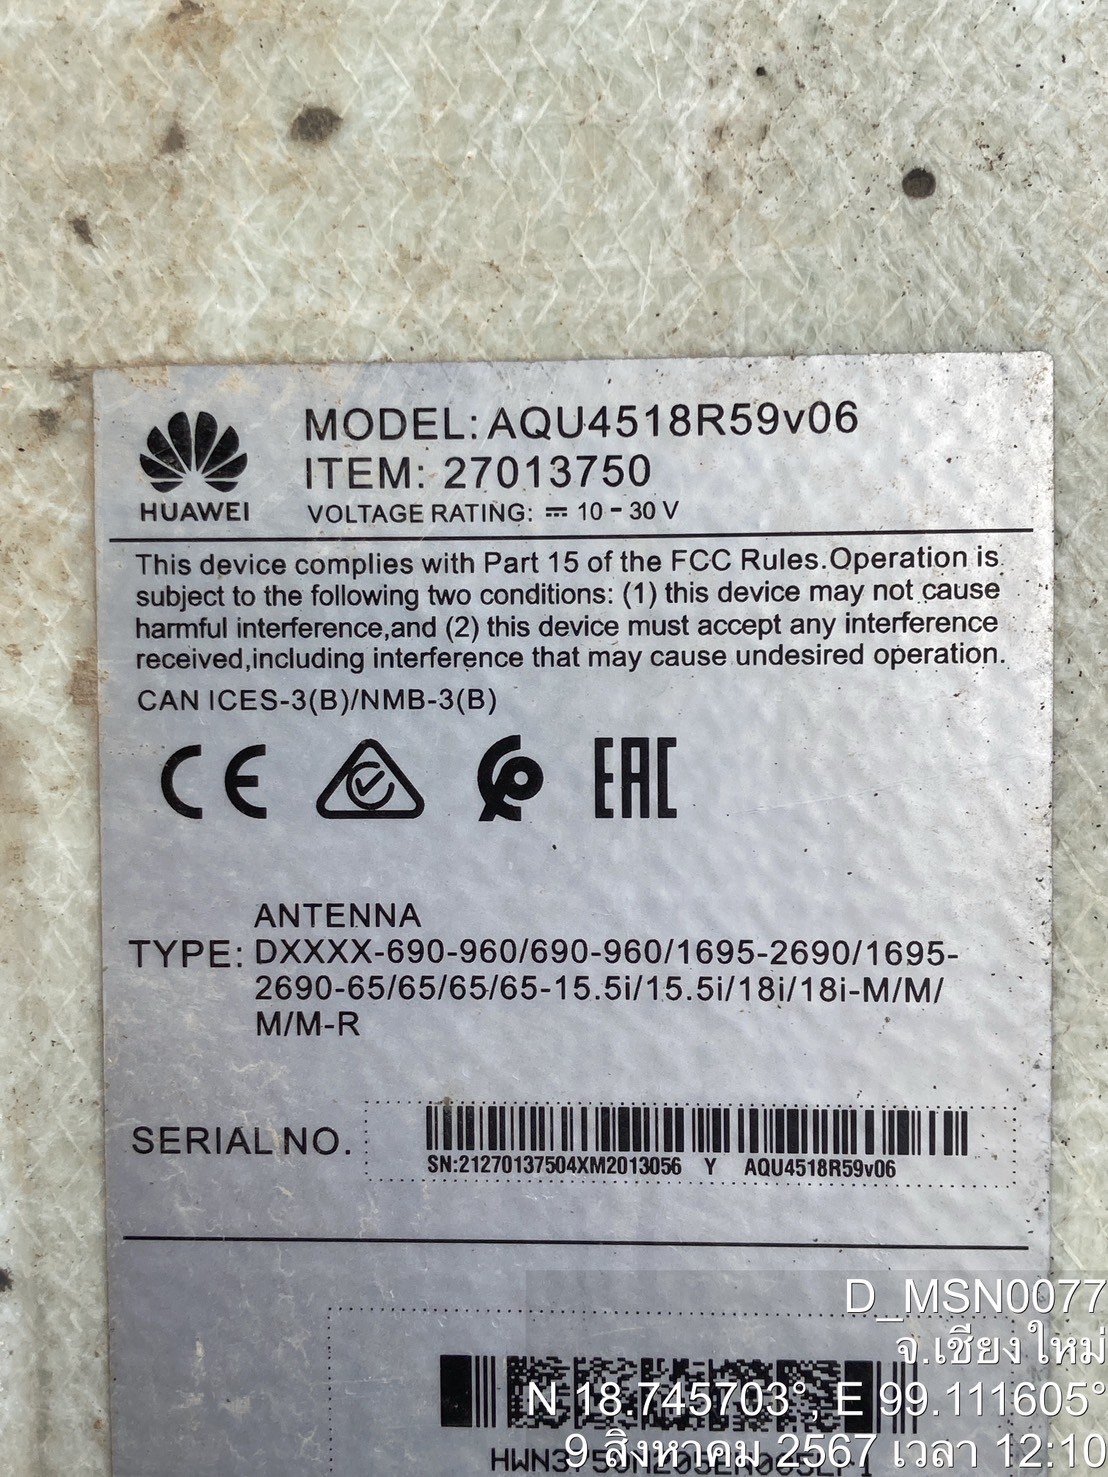 MODEL: AQU4518R59v06
ITEM: 27013750
HUAWEI
VOLTAGE RATING: ⎓ 10 - 30 V
This device complies with Part 15 of the FCC Rules.Operation is
subject to the following two conditions: (1) this device may not cause
harmful interference,and (2) this device must accept any interference
received,including interference that may cause undesired operation.
CAN ICES-3(B)/NMB-3(B)
CE EAC
ANTENNA
TYPE: DXXXX-690-960/690-960/1695-2690/1695-
2690-65/65/65/65-15.5i/15.5i/18i/18i-M/M/
M/M-R
SERIAL NO.
SN:21270137504XM2013056 Y AQU4518R59v06
D_MSN0077
จ.เชียงใหม่
N 18.745703°, E 99.111605°
9 สิงหาคม 2567 เวลา 12:10